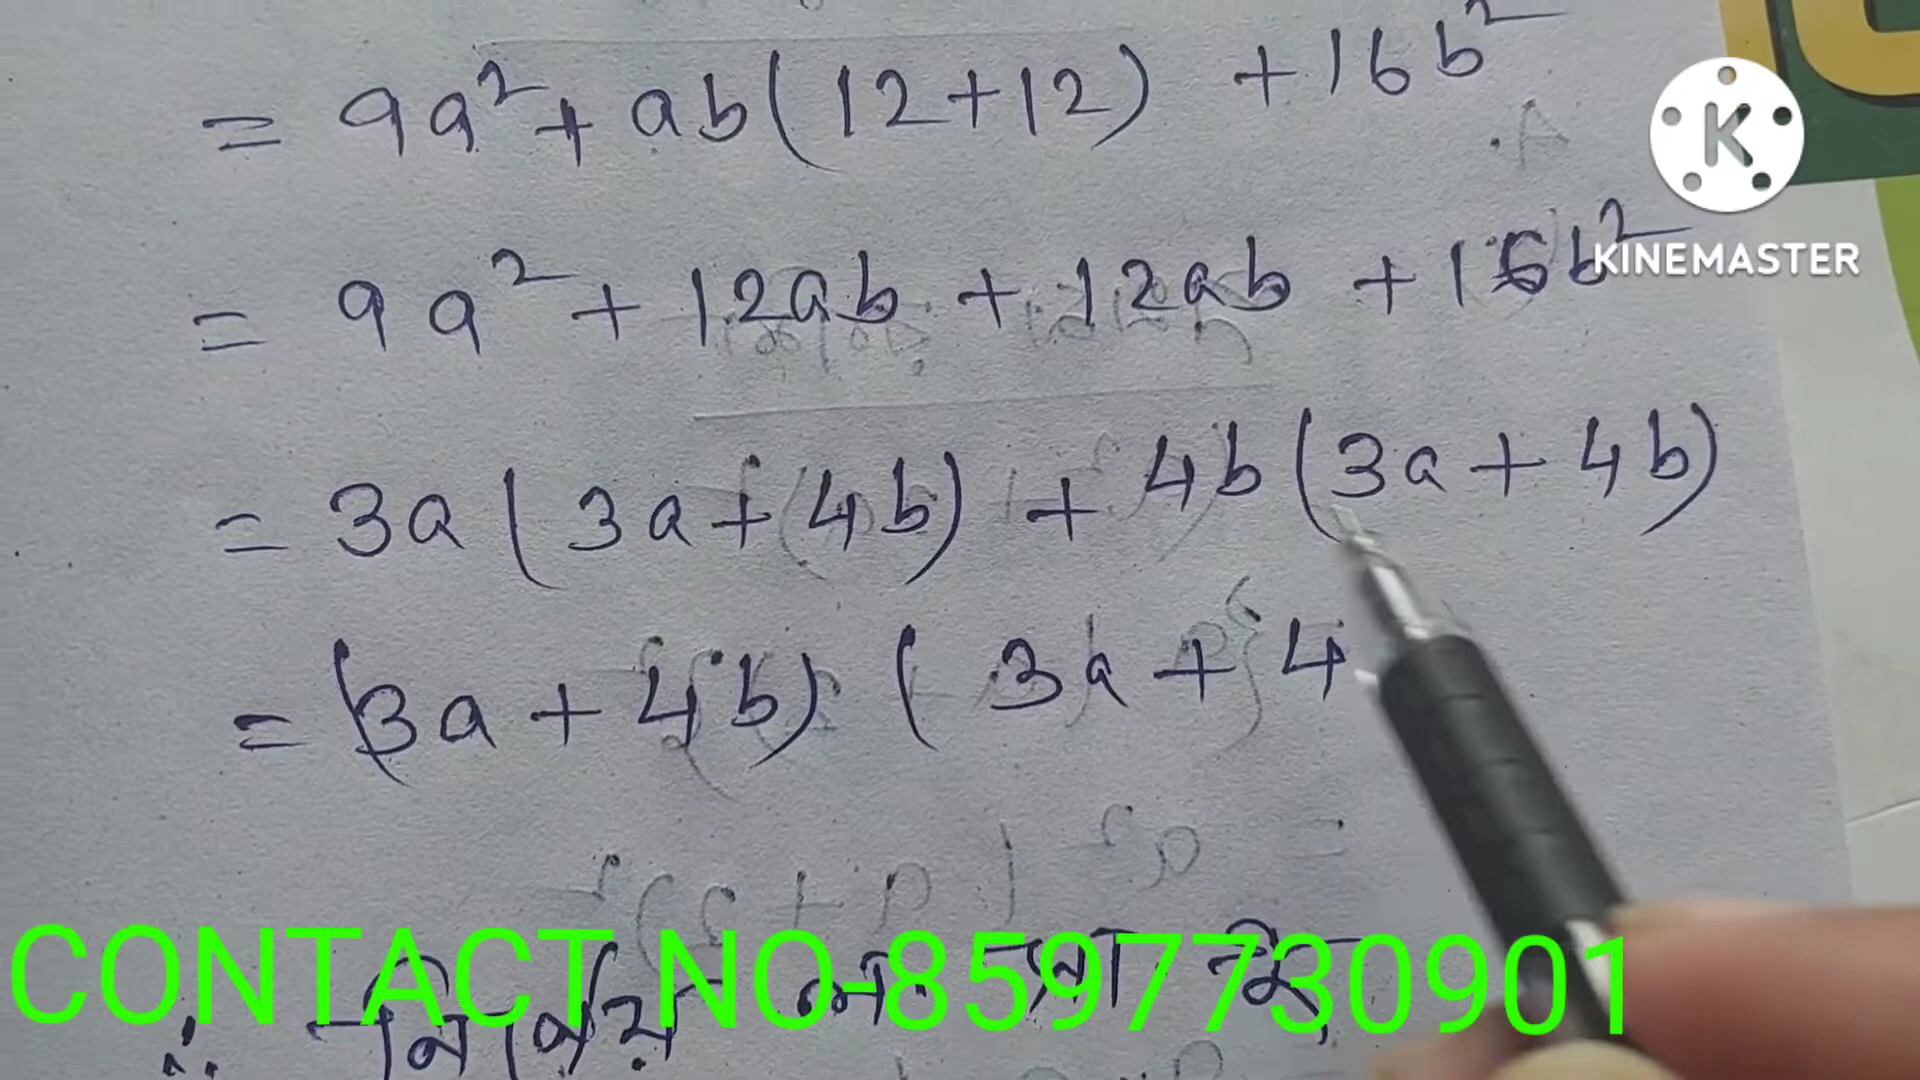 = 9a² + ab(12+12) + 16b²
K
KINEMASTER
= 9a² + 12ab + 12ab + 16b²
= 3a(3a+4b) + 4b(3a+4b)
= (3a+4b) (3a+4
CONTACT NO-8597730901
∴ নির্ণেয় ল.সা.গু